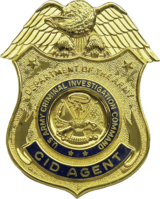 DEPARTMENT OF THE ARMY
U.S. ARMY CRIMINAL INVESTIGATION COMMAND
CID AGENT